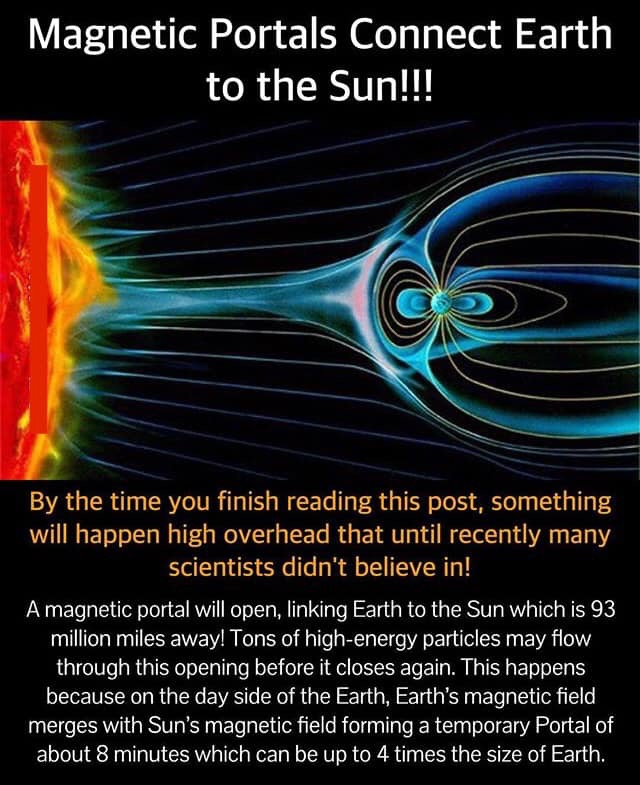 Magnetic Portals Connect Earth
to the Sun!!!
By the time you finish reading this post, something
will happen high overhead that until recently many
scientists didn't believe in!
A magnetic portal will open, linking Earth to the Sun which is 93
million miles away! Tons of high-energy particles may flow
through this opening before it closes again. This happens
because on the day side of the Earth, Earth's magnetic field
merges with Sun's magnetic field forming a temporary Portal of
about 8 minutes which can be up to 4 times the size of Earth.